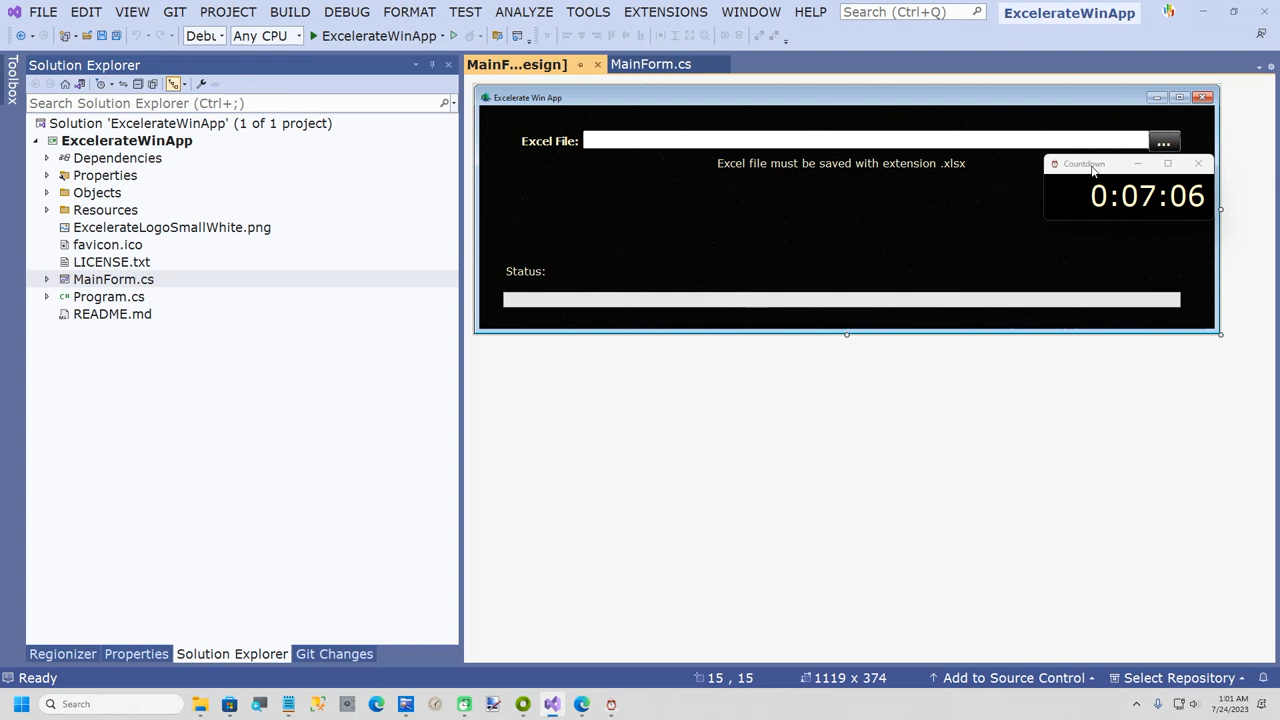 FILE EDIT VIEW GIT PROJECT BUILD DEBUG FORMAT TEST ANALYZE TOOLS EXTENSIONS WINDOW HELP Search (Ctrl+Q) ExcelerateWinApp
Debu Any CPU ExcelerateWinApp
Toolbox
Solution Explorer
MainF...esign] MainForm.cs
Search Solution Explorer (Ctrl+;)
Solution 'ExcelerateWinApp' (1 of 1 project)
ExcelerateWinApp
Dependencies
Properties
Objects
Resources
ExcelerateLogoSmallWhite.png
favicon.ico
LICENSE.txt
MainForm.cs
C# Program.cs
README.md
Excelerate Win App
Excel File: ...
Excel file must be saved with extension .xlsx
Countdown
0:07:06
Status:
Regionizer Properties Solution Explorer Git Changes
Ready 15 , 15 1119 x 374 Add to Source Control Select Repository
Search
1:01 AM
7/24/2023